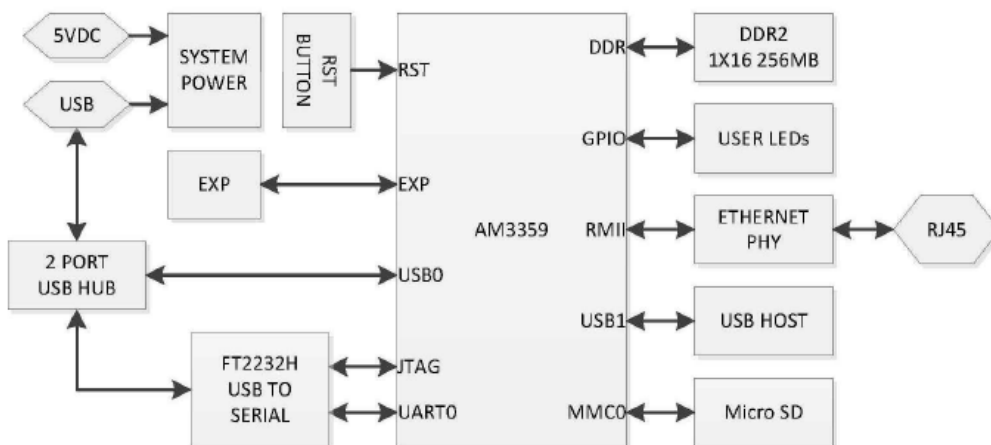 5VDC
SYSTEM
POWER
RST
BUTTON
RST
DDR
DDR2
1X16 256MB
USB
GPIO
USER LEDs
EXP
EXP
AM3359
RMII
ETHERNET
PHY
RJ45
2 PORT
USB HUB
USB0
USB1
USB HOST
FT2232H
USB TO
SERIAL
JTAG
UART0
MMC0
Micro SD